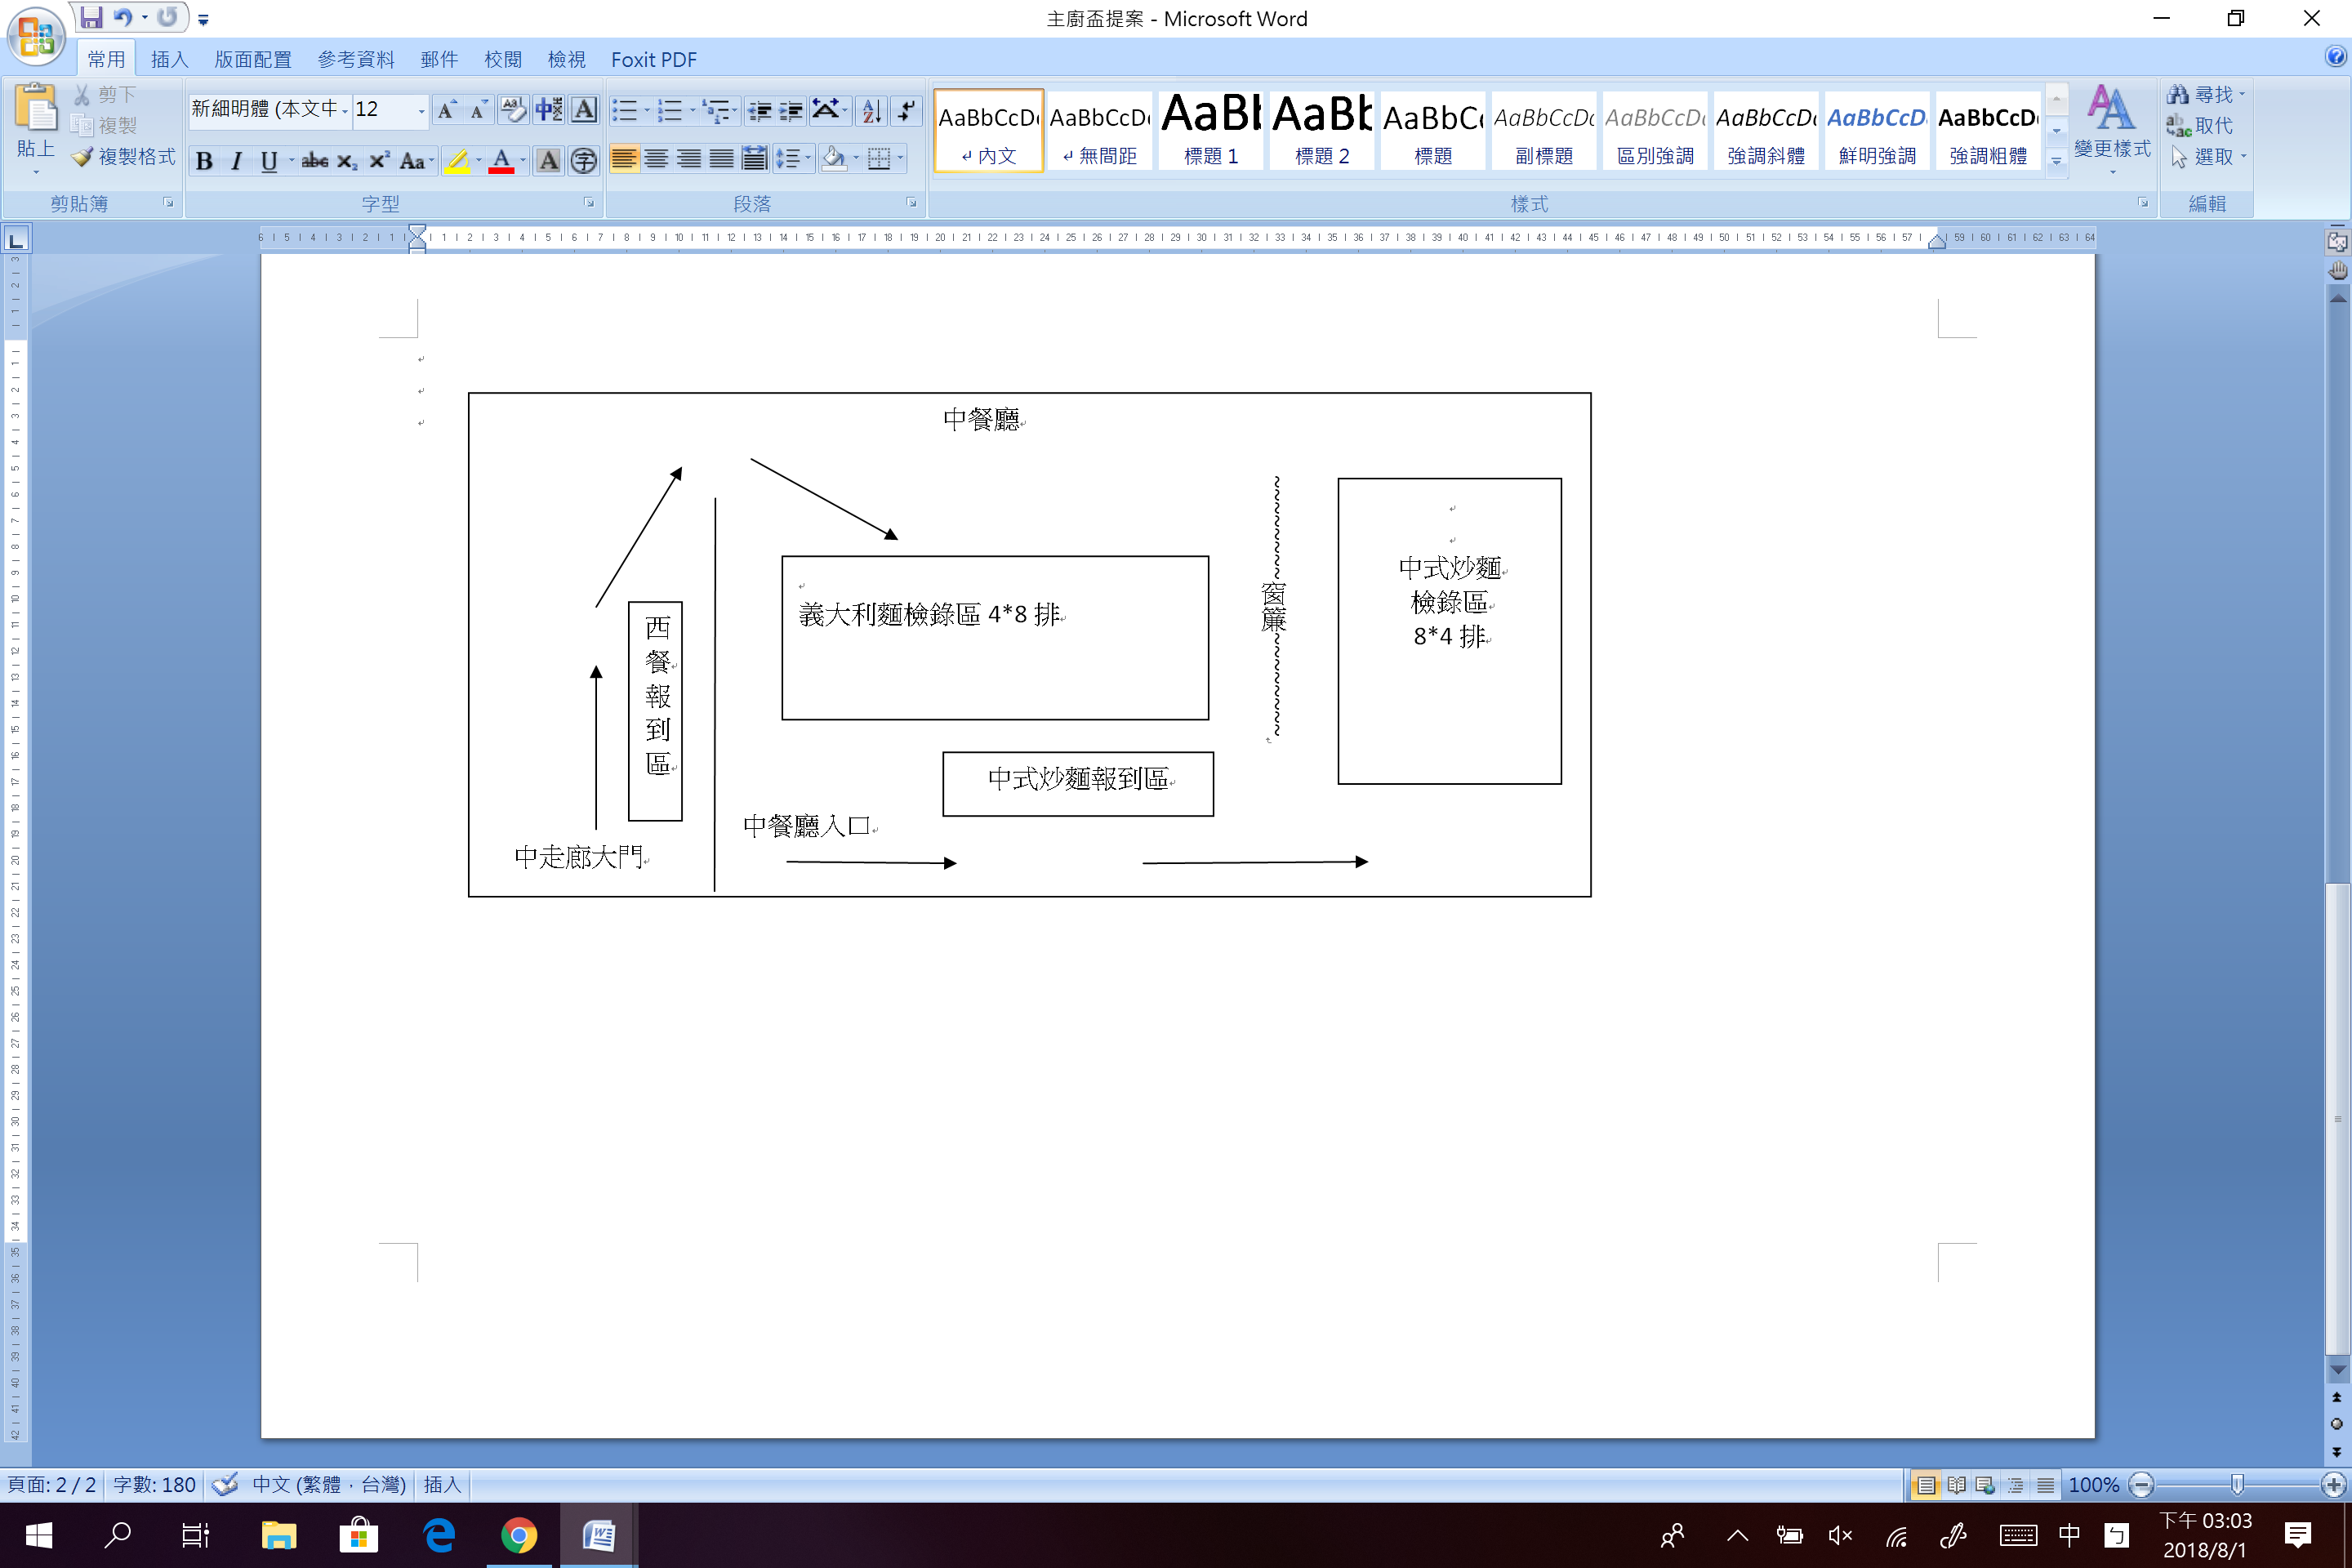 主廚盃提案 - Microsoft Word
常用 插入 版面配置 參考資料 郵件 校閱 檢視 Foxit PDF
貼上
剪下
複製
複製格式
剪貼簿
新細明體 (本文中 12
字型
段落
AaBbCcDc AaBbCcDc AaBb AaBb AaBbCc AaBbCcDc AaBbCcDc AaBbCcDc AaBbCcD AaBbCcD
內文 無間距 標題 1 標題 2 標題 副標題 區別強調 強調斜體 鮮明強調 強調粗體
樣式
變更樣式
尋找
取代
選取
編輯
中餐廳
西餐報到區
義大利麵檢錄區 4*8 排
窗簾
中式炒麵
檢錄區
8*4 排
中式炒麵報到區
中餐廳入口
中走廊大門
頁面: 2 / 2 字數: 180 中文 (繁體，台灣) 插入 100%
中 ㄅ
下午 03:03
2018/8/1